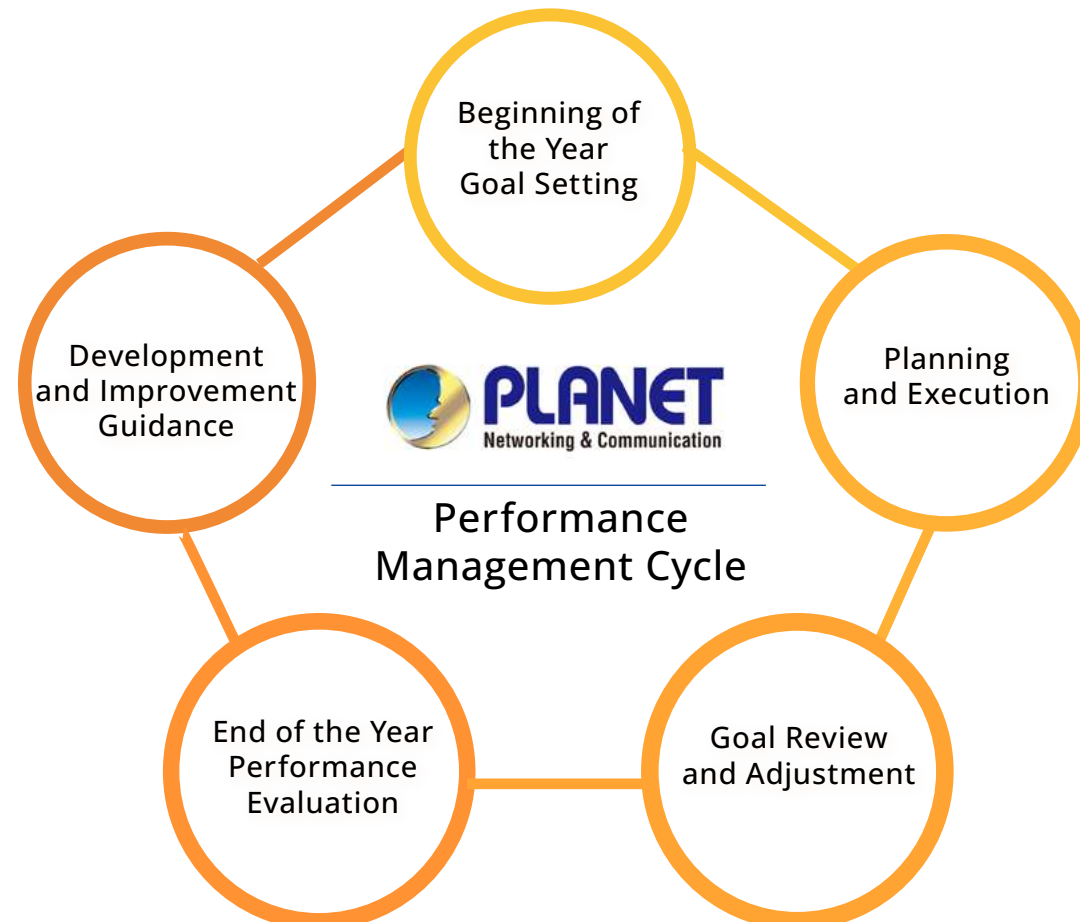 Beginning of
the Year
Goal Setting
Planning
and Execution
Goal Review
and Adjustment
End of the Year
Performance
Evaluation
Development
and Improvement
Guidance
PLANET
Networking & Communication
Performance
Management Cycle